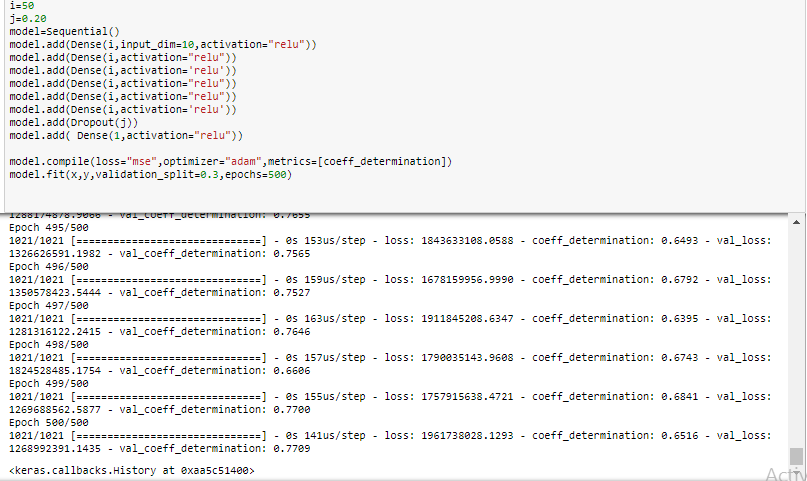 i=50
j=0.20
model=Sequential()
model.add(Dense(i,input_dim=10,activation="relu"))
model.add(Dense(i,activation="relu"))
model.add(Dense(i,activation='relu'))
model.add(Dense(i,activation="relu"))
model.add(Dense(i,activation="relu"))
model.add(Dense(i,activation='relu'))
model.add(Dropout(j))
model.add( Dense(1,activation="relu"))
model.compile(loss="mse",optimizer="adam",metrics=[coeff_determination])
model.fit(x,y,validation_split=0.3,epochs=500)
1288174878.9066 - val_coeff_determination: 0.7655
Epoch 495/500
1021/1021 [==============================] - 0s 153us/step - loss: 1843633108.0588 - coeff_determination: 0.6493 - val_loss:
1326626591.1982 - val_coeff_determination: 0.7565
Epoch 496/500
1021/1021 [==============================] - 0s 159us/step - loss: 1678159956.9990 - coeff_determination: 0.6792 - val_loss:
1350578423.5444 - val_coeff_determination: 0.7527
Epoch 497/500
1021/1021 [==============================] - 0s 163us/step - loss: 1911845208.6347 - coeff_determination: 0.6395 - val_loss:
1281316122.2415 - val_coeff_determination: 0.7646
Epoch 498/500
1021/1021 [==============================] - 0s 157us/step - loss: 1790035143.9608 - coeff_determination: 0.6743 - val_loss:
1824528485.1754 - val_coeff_determination: 0.6606
Epoch 499/500
1021/1021 [==============================] - 0s 155us/step - loss: 1757915638.4721 - coeff_determination: 0.6841 - val_loss:
1269688562.5877 - val_coeff_determination: 0.7700
Epoch 500/500
1021/1021 [==============================] - 0s 141us/step - loss: 1961738028.1293 - coeff_determination: 0.6516 - val_loss:
1268992391.1435 - val_coeff_determination: 0.7709
<keras.callbacks.History at 0xaa5c51400>